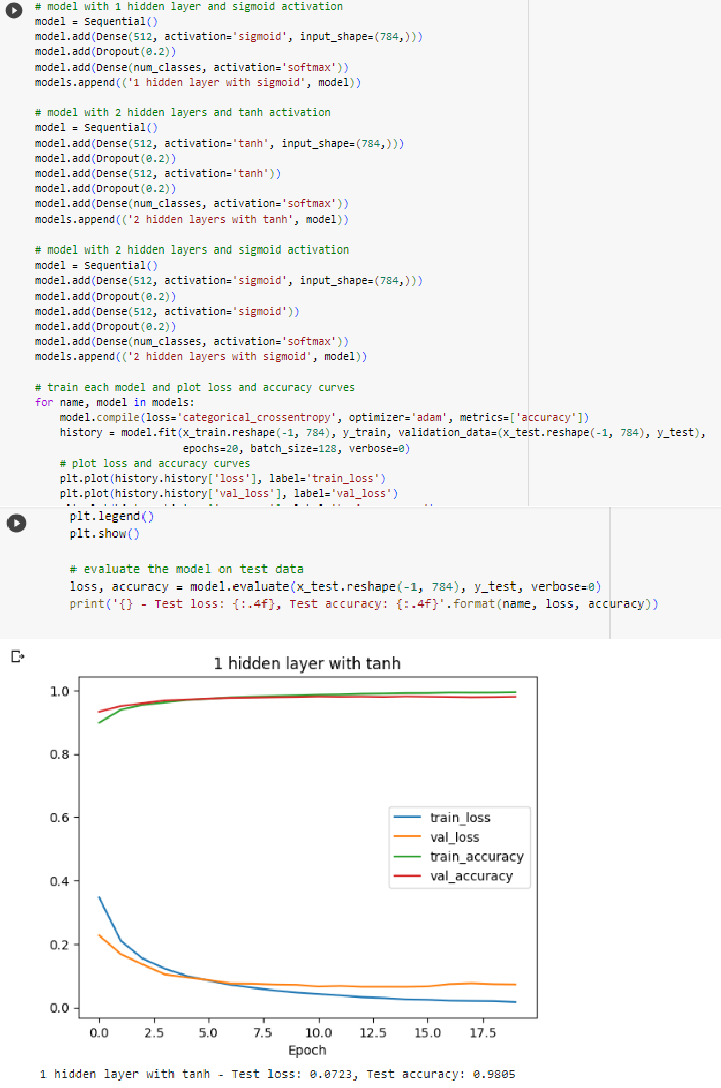 # model with 1 hidden layer and sigmoid activation
model = Sequential()
model.add(Dense(512, activation='sigmoid', input_shape=(784,)))
model.add(Dropout(0.2))
model.add(Dense(num_classes, activation='softmax'))
models.append(('1 hidden layer with sigmoid', model))
# model with 2 hidden layers and tanh activation
model = Sequential()
model.add(Dense(512, activation='tanh', input_shape=(784,)))
model.add(Dropout(0.2))
model.add(Dense(512, activation='tanh'))
model.add(Dropout(0.2))
model.add(Dense(num_classes, activation='softmax'))
models.append(('2 hidden layers with tanh', model))
# model with 2 hidden layers and sigmoid activation
model = Sequential()
model.add(Dense(512, activation='sigmoid', input_shape=(784,)))
model.add(Dropout(0.2))
model.add(Dense(512, activation='sigmoid'))
model.add(Dropout(0.2))
model.add(Dense(num_classes, activation='softmax'))
models.append(('2 hidden layers with sigmoid', model))
# train each model and plot loss and accuracy curves
for name, model in models:
model.compile(loss='categorical_crossentropy', optimizer='adam', metrics=['accuracy'])
history = model.fit(x_train.reshape(-1, 784), y_train, validation_data=(x_test.reshape(-1, 784), y_test),
epochs=20, batch_size=128, verbose=0)
# plot loss and accuracy curves
plt.plot(history.history['loss'], label='train_loss')
plt.plot(history.history['val_loss'], label='val_loss')
plt.legend()
plt.show()
# evaluate the model on test data
loss, accuracy = model.evaluate(x_test.reshape(-1, 784), y_test, verbose=0)
print('{} - Test loss: {:.4f}, Test accuracy: {:.4f}'.format(name, loss, accuracy))
1 hidden layer with tanh
1.0
0.8
0.6
0.4
0.2
0.0
train_loss
val_loss
train_accuracy
val_accuracy
0.0 2.5 5.0 7.5 10.0 12.5 15.0 17.5
Epoch
1 hidden layer with tanh - Test loss: 0.0723, Test accuracy: 0.9805